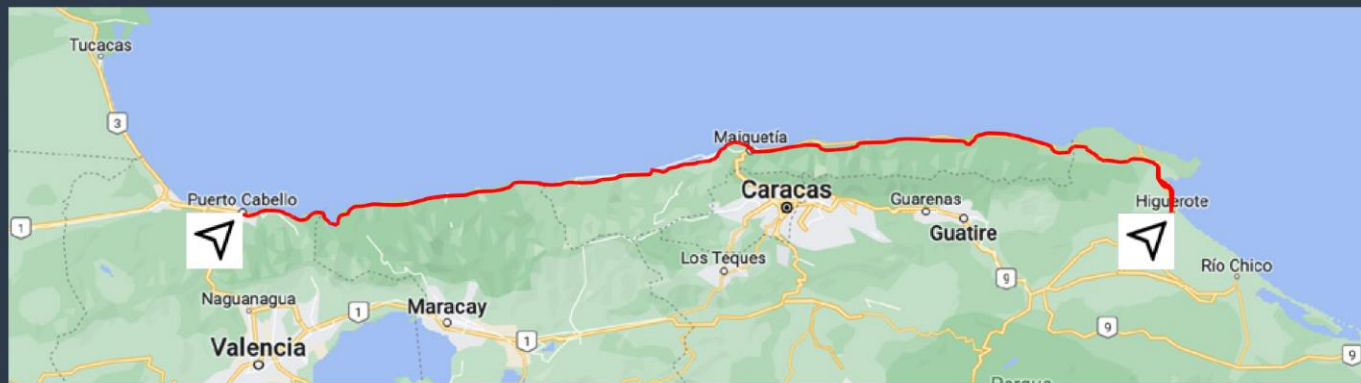 Tucacas
3
Maiquetía
Puerto Cabello
Caracas
Guarenas
Higuerote
1
Guatire
Los Teques
Río Chico
9
Naguanagua
1
Maracay
9
1
Valencia
9
Parque